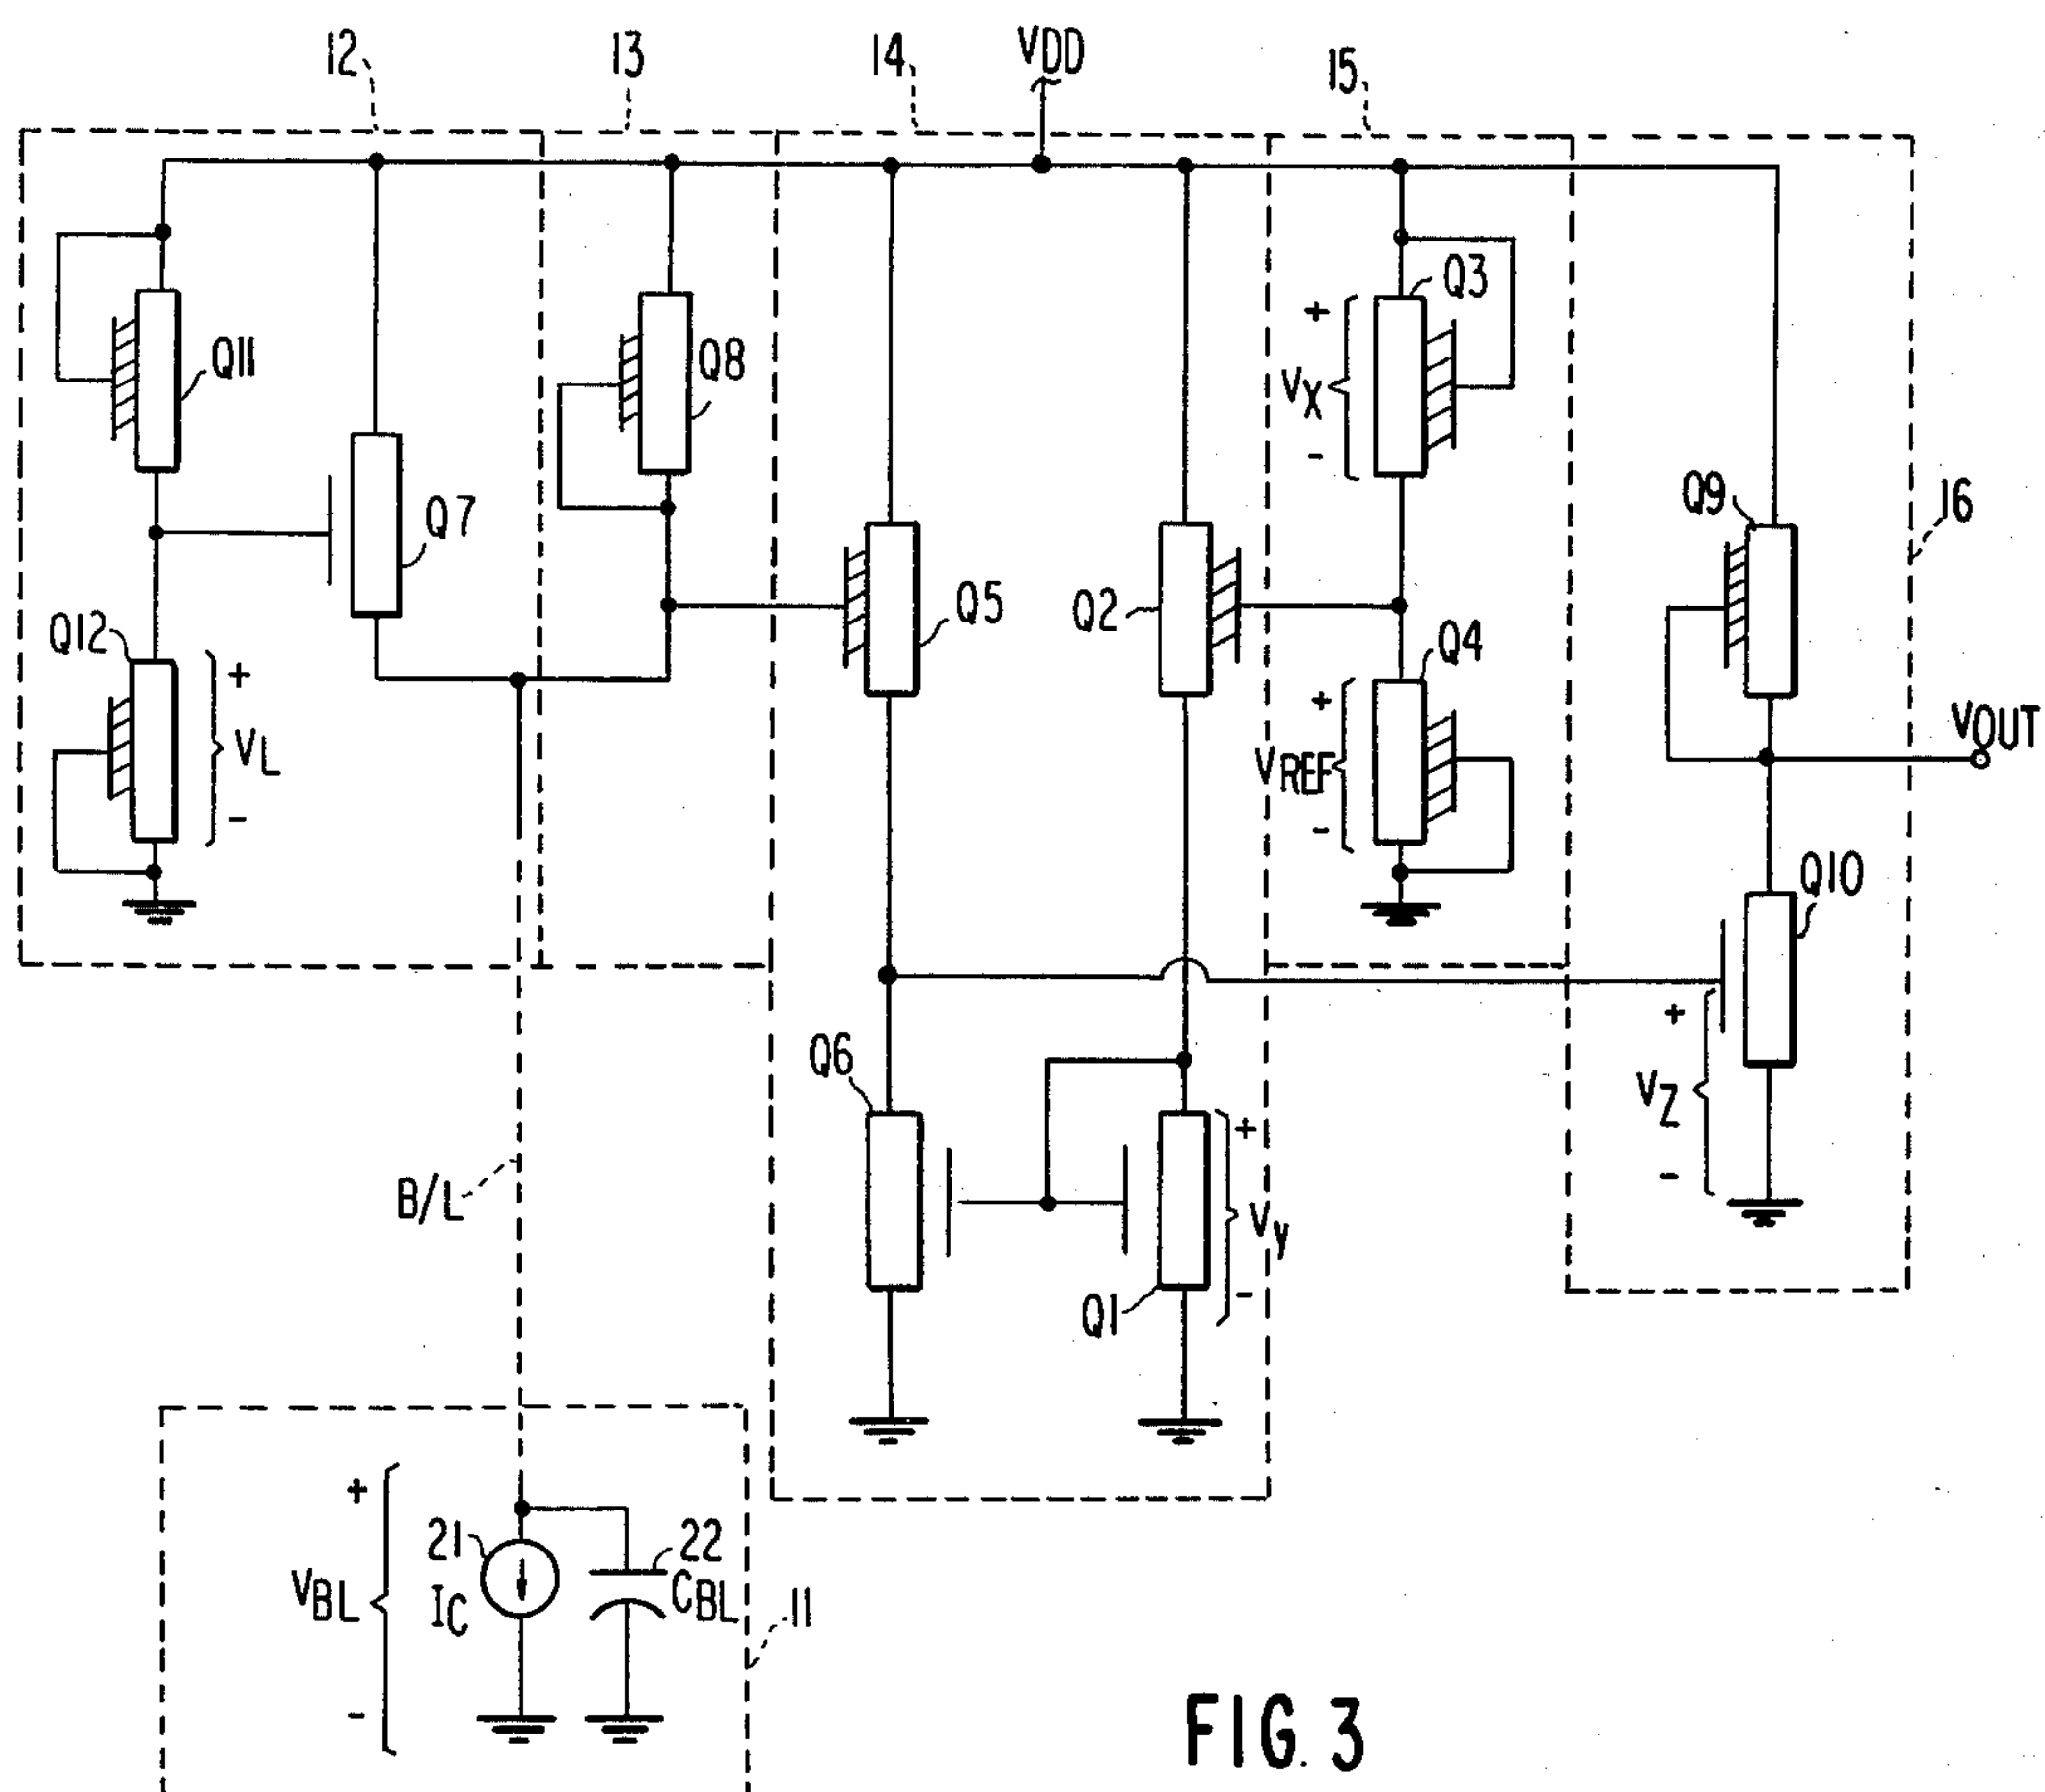 12
13
14
VDD
15
Q11
Q8
Q3
+
VX
-
Q7
Q9
16
Q12
+
VL
-
Q5
Q2
Q4
+
VREF
-
VOUT
Q10
Q6
+
VZ
-
B/L
+
Vy
-
Q1
+
VBL
-
21
IC
22
CBL
11
FIG. 3